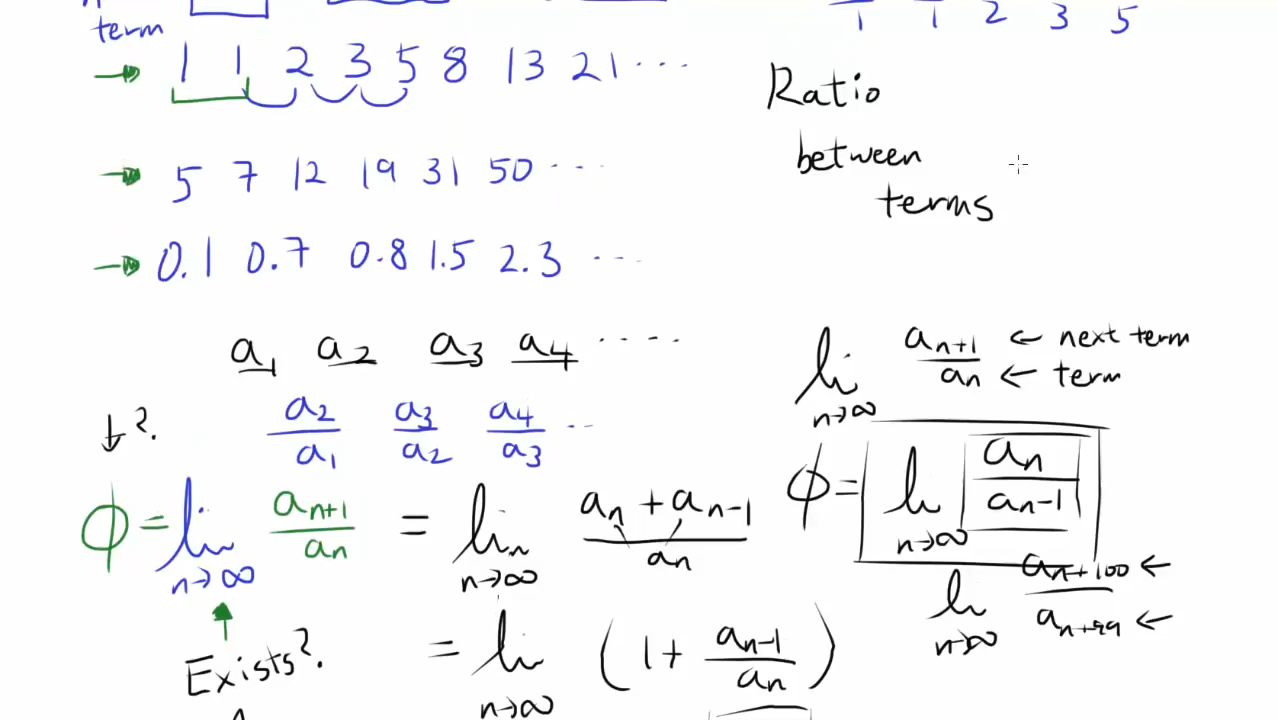 term
1 1 2 3 5
1 1 2 3 5 8 13 21 ...
Ratio
between
terms
5 7 12 19 31 50 ...
0.1 0.7 0.8 1.5 2.3 ...
a₁ a₂ a₃ a₄ ....
lim n→∞ aₙ₊₁/aₙ ← next term
← term
↓?. a₂/a₁ a₃/a₂ a₄/a₃ ...
ϕ = lim n→∞ aₙ₊₁/aₙ = lim n→∞ (aₙ + aₙ₋₁)/aₙ
ϕ = lim n→∞ aₙ/aₙ₋₁
lim n→∞ aₙ₊₁₀₀/aₙ₊₉₉
Exists?.
= lim n→∞ (1 + aₙ₋₁/aₙ)